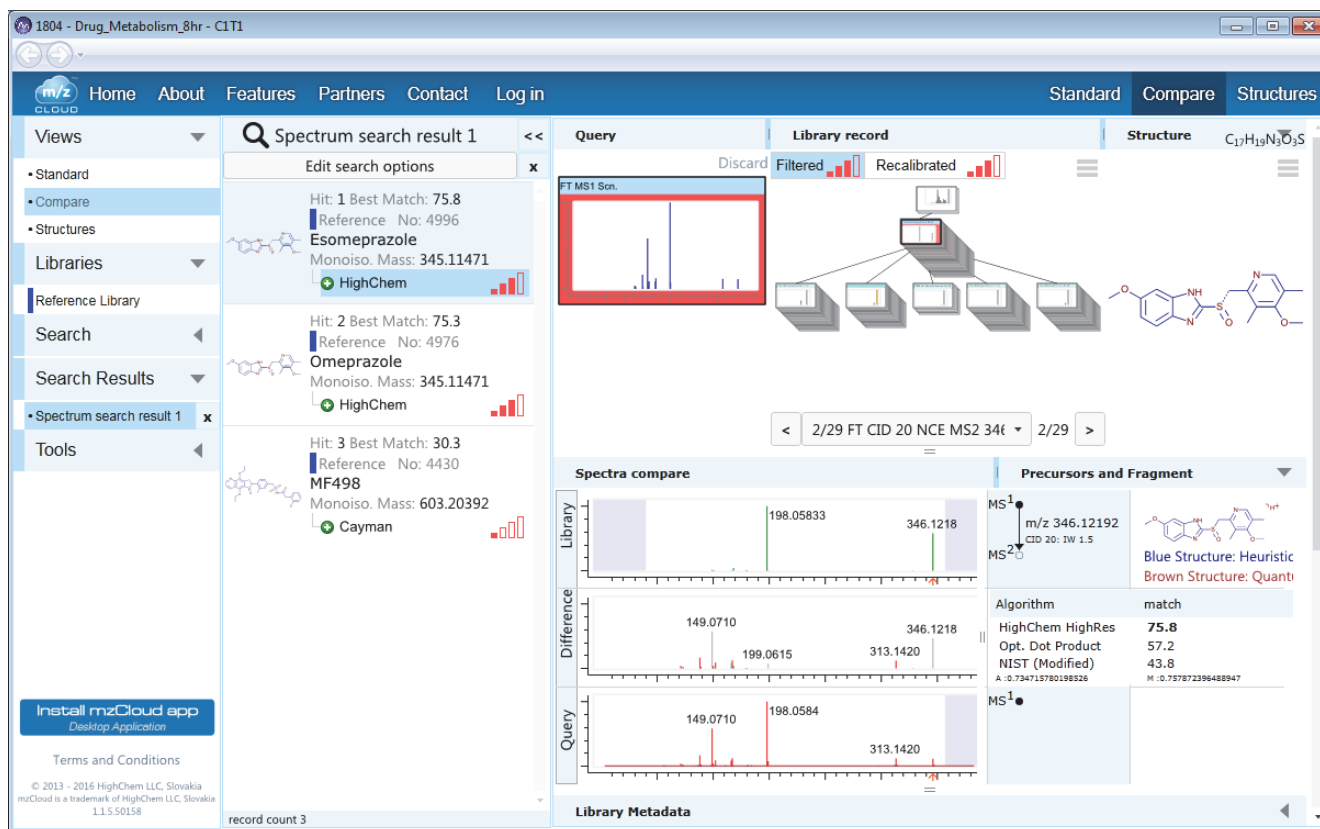 1804 - Drug_Metabolism_8hr - C1T1
m/z
CLOUD
Home About Features Partners Contact Log in
Standard Compare Structures
Views
Standard
Compare
Structures
Libraries
Reference Library
Search
Search Results
Spectrum search result 1 x
Tools
Install mzCloud app
Desktop Application
Terms and Conditions
© 2013 - 2016 HighChem LLC, Slovakia
mzCloud is a trademark of HighChem LLC, Slovakia
1.1.5.50158
Spectrum search result 1 <<
Edit search options x
Hit: 1 Best Match: 75.8
Reference No: 4996
Esomeprazole
Monoiso. Mass: 345.11471
HighChem
Hit: 2 Best Match: 75.3
Reference No: 4976
Omeprazole
Monoiso. Mass: 345.11471
HighChem
Hit: 3 Best Match: 30.3
Reference No: 4430
MF498
Monoiso. Mass: 603.20392
Cayman
record count 3
Query
Discard
FT MS1 Scn.
Library record
Filtered Recalibrated
< 2/29 FT CID 20 NCE MS2 346 2/29 >
Structure C17H19N3O3S
O NH N S O N O
Spectra compare
Library
198.05833
346.1218
Difference
149.0710
199.0615
313.1420
346.1218
Query
149.0710
198.0584
313.1420
Precursors and Fragment
MS1
m/z 346.12192
CID 20: IW 1.5
MS2
H+
Blue Structure: Heuristic
Brown Structure: Quant
Algorithm match
HighChem HighRes 75.8
Opt. Dot Product 57.2
NIST (Modified) 43.8
A :0.734715780198526 M :0.757872396488947
MS1
Library Metadata